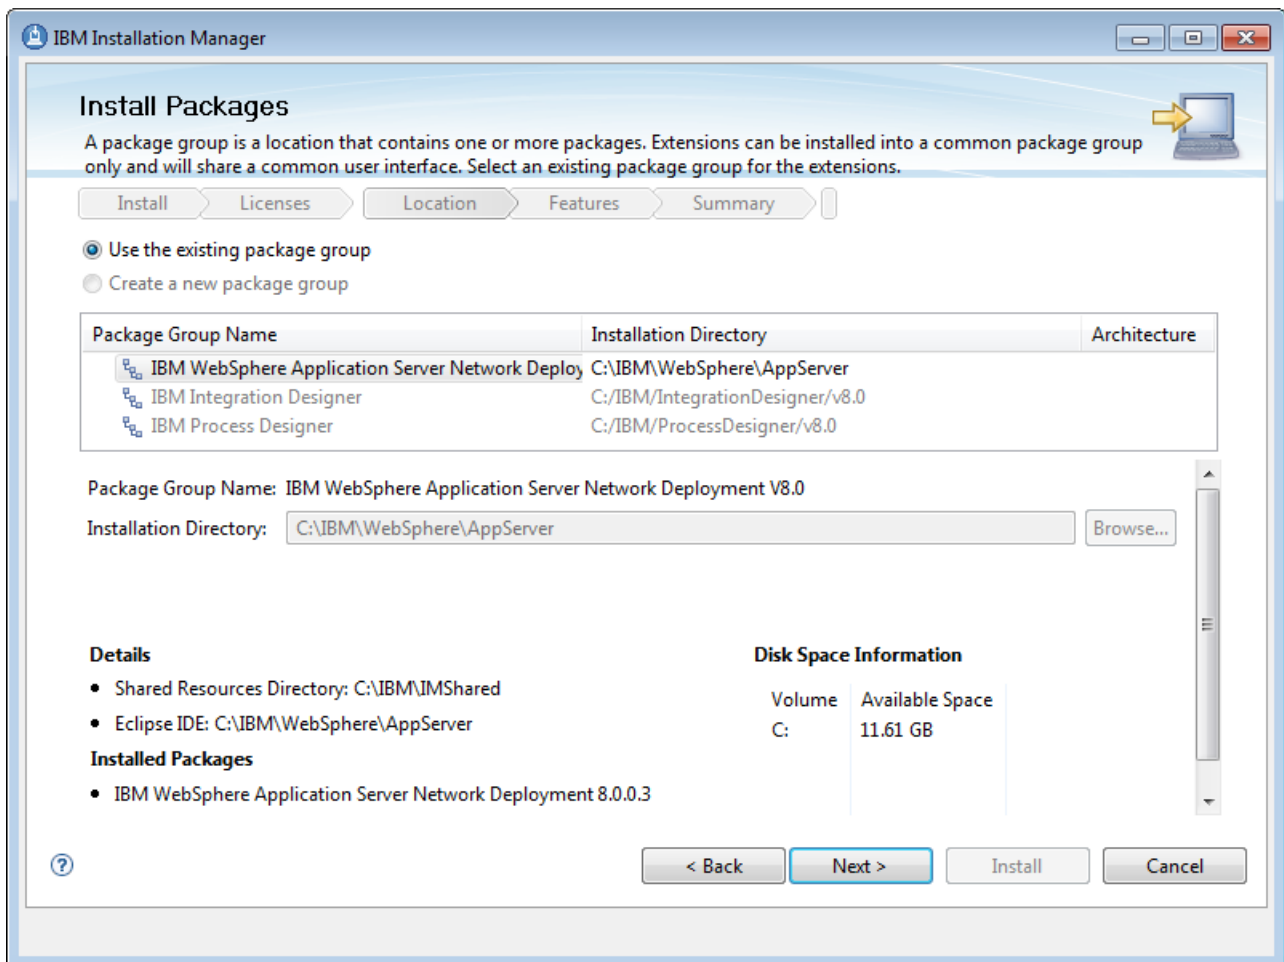 IBM Installation Manager
Install Packages
A package group is a location that contains one or more packages. Extensions can be installed into a common package group
only and will share a common user interface. Select an existing package group for the extensions.
Install Licenses Location Features Summary
Use the existing package group
Create a new package group
Package Group Name Installation Directory Architecture
IBM WebSphere Application Server Network Deploy C:\IBM\WebSphere\AppServer
IBM Integration Designer C:/IBM/IntegrationDesigner/v8.0
IBM Process Designer C:/IBM/ProcessDesigner/v8.0
Package Group Name: IBM WebSphere Application Server Network Deployment V8.0
Installation Directory: C:\IBM\WebSphere\AppServer Browse...
Details
• Shared Resources Directory: C:\IBM\IMShared
• Eclipse IDE: C:\IBM\WebSphere\AppServer
Installed Packages
• IBM WebSphere Application Server Network Deployment 8.0.0.3
Disk Space Information
Volume Available Space
C: 11.61 GB
? < Back Next > Install Cancel